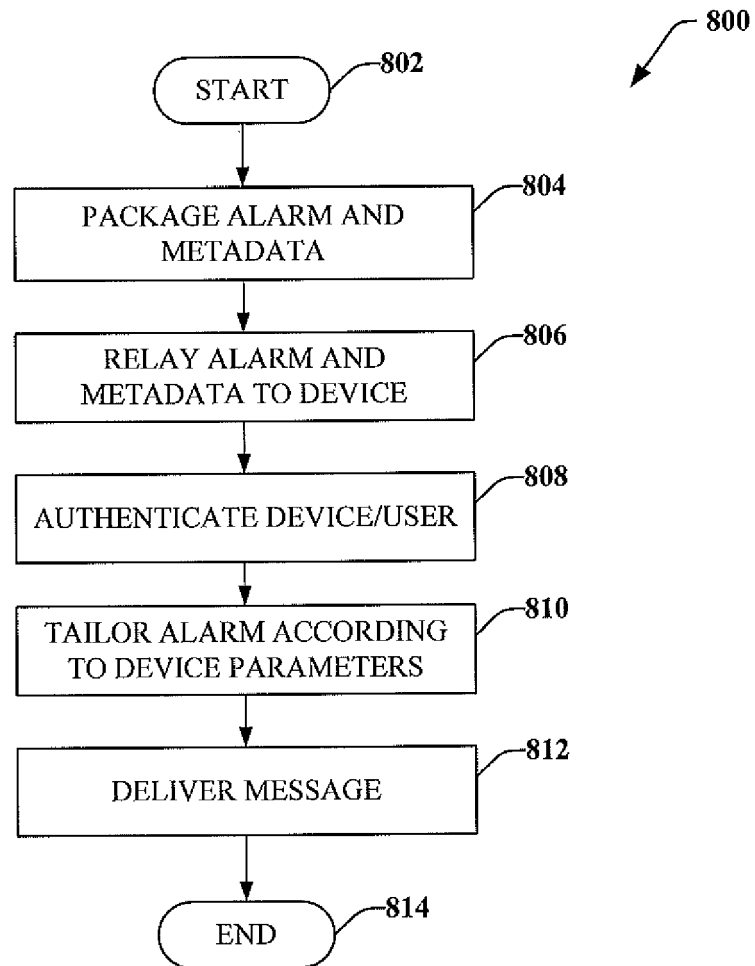 800
START
802
PACKAGE ALARM AND
METADATA
804
RELAY ALARM AND
METADATA TO DEVICE
806
AUTHENTICATE DEVICE/USER
808
TAILOR ALARM ACCORDING
TO DEVICE PARAMETERS
810
DELIVER MESSAGE
812
END
814